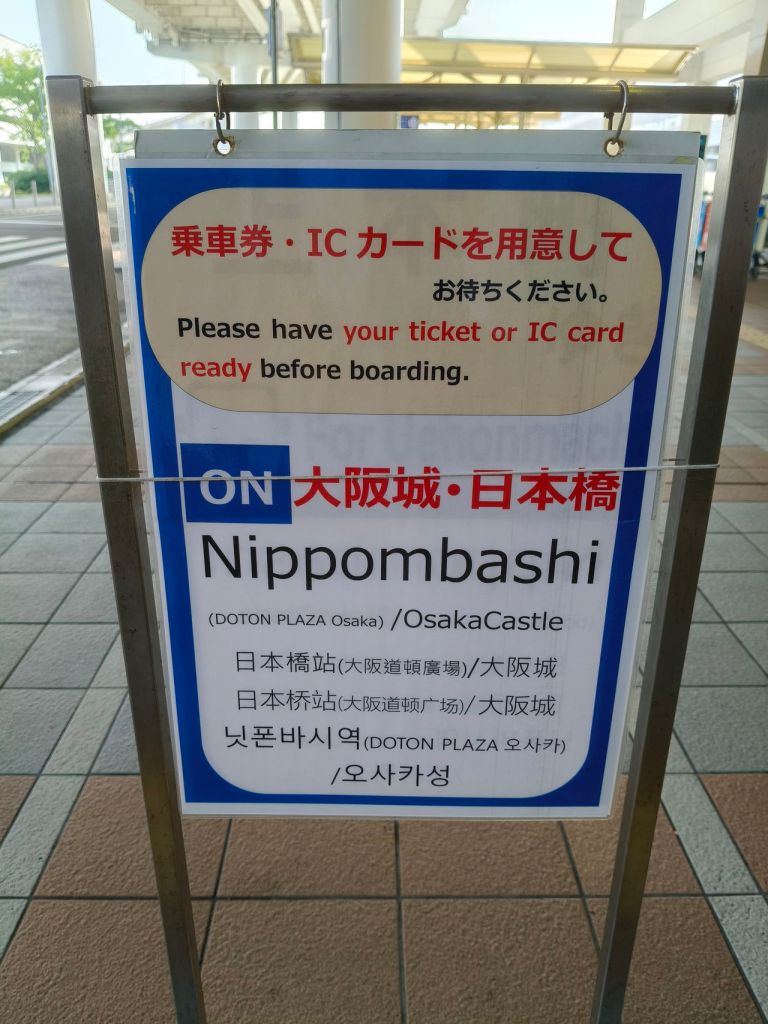 乗車券・ICカードを用意して
お待ちください。
Please have your ticket or IC card
ready before boarding.
ON 大阪城・日本橋
Nippombashi
(DOTON PLAZA Osaka) /OsakaCastle
日本橋站(大阪道頓廣場)/大阪城
日本桥站(大阪道顿广场)/大阪城
닛폰바시역(DOTON PLAZA 오사카)
/오사카성